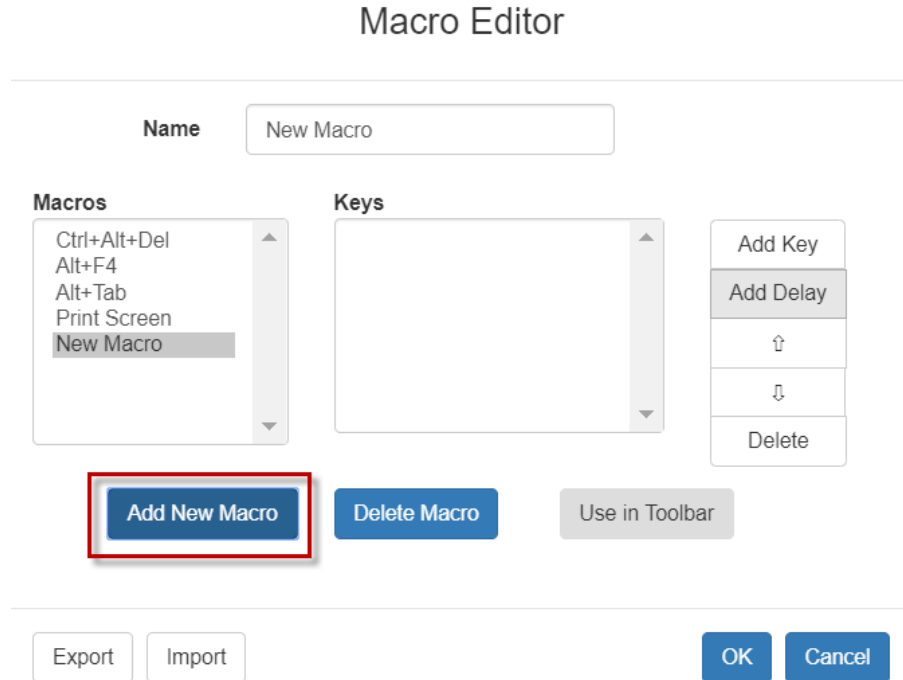 Macro Editor
Name
New Macro
Macros
Keys
Ctrl+Alt+Del
Alt+F4
Alt+Tab
Print Screen
New Macro
Add Key
Add Delay
⇧
⇩
Delete
Add New Macro
Delete Macro
Use in Toolbar
Export
Import
OK
Cancel